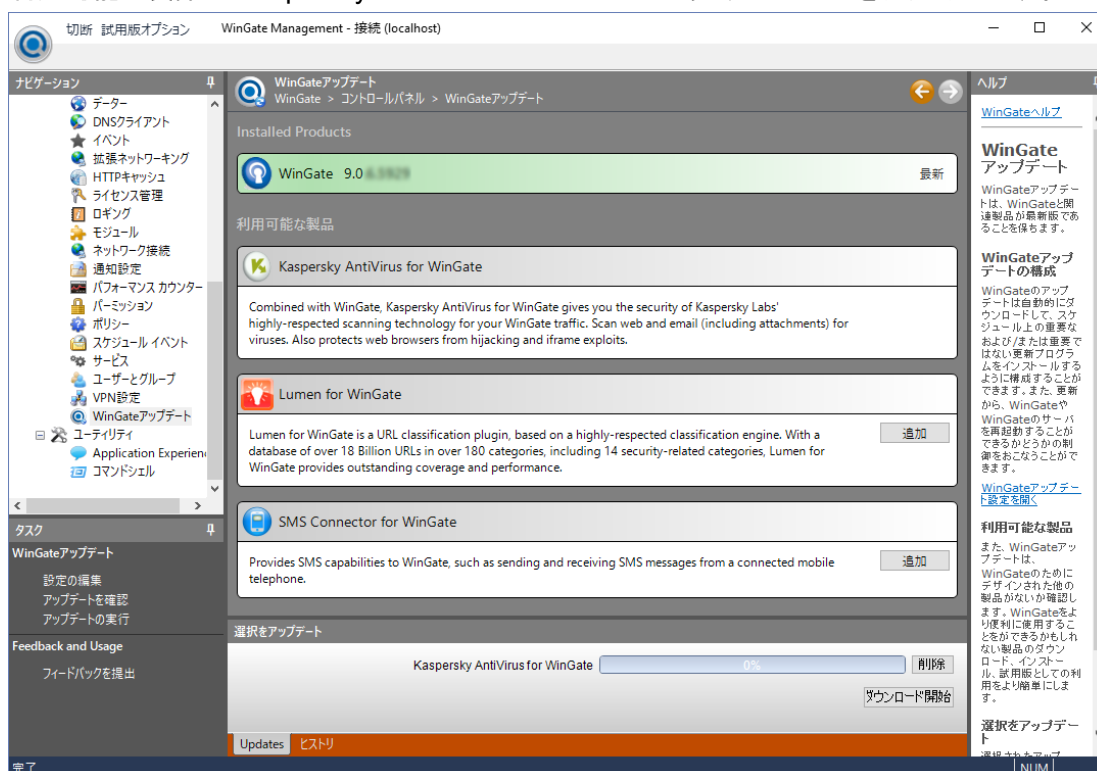 切断 試用版オプション WinGate Management - 接続 (localhost)
ナビゲーション
データー
DNSクライアント
イベント
拡張ネットワーキング
HTTPキャッシュ
ライセンス管理
ロギング
モジュール
ネットワーク接続
通知設定
パフォーマンス カウンター
パーミッション
ポリシー
スケジュール イベント
サービス
ユーザーとグループ
VPN設定
WinGateアップデート
ユーティリティ
Application Experien
コマンドシェル
タスク
WinGateアップデート
設定の編集
アップデートを確認
アップデートの実行
Feedback and Usage
フィードバックを提出
WinGateアップデート
WinGate > コントロールパネル > WinGateアップデート
Installed Products
WinGate 9.0 最新
利用可能な製品
Kaspersky AntiVirus for WinGate
Combined with WinGate, Kaspersky AntiVirus for WinGate gives you the security of Kaspersky Labs'
highly-respected scanning technology for your WinGate traffic. Scan web and email (including attachments) for
viruses. Also protects web browsers from hijacking and iframe exploits.
Lumen for WinGate
Lumen for WinGate is a URL classification plugin, based on a highly-respected classification engine. With a
database of over 18 Billion URLs in over 180 categories, including 14 security-related categories, Lumen for
WinGate provides outstanding coverage and performance.
追加
SMS Connector for WinGate
Provides SMS capabilities to WinGate, such as sending and receiving SMS messages from a connected mobile
telephone.
追加
選択をアップデート
Kaspersky AntiVirus for WinGate 0% 削除
ダウンロード開始
Updates ヒストリ
ヘルプ
WinGateヘルプ
WinGate
アップデート
WinGateアップデー
トは、WinGateと関
連製品が最新版であ
ることを保ちます。
WinGateアップ
デートの構成
WinGateのアップ
デートは自動的にダ
ウンロードして、スケ
ジュール上の重要な
および/または重要で
はない更新プログラ
ムをインストールする
ように構成することが
できます。また、更新
から、WinGateや
WinGateのサーバ
を再起動することが
できるかどうかの制
御をおこなうことがで
きます。
WinGateアップデー
ト設定を開く
利用可能な製品
また、WinGateアッ
プデートは、
WinGateのために
デザインされた他の
製品がないか確認し
ます。WinGateをよ
り便利に使用するこ
とをができるかもしれ
ない製品のダウン
ロード、インストー
ル、試用版としての利
用をより簡単にしま
す。
選択をアップデー
ト
完了 NUM